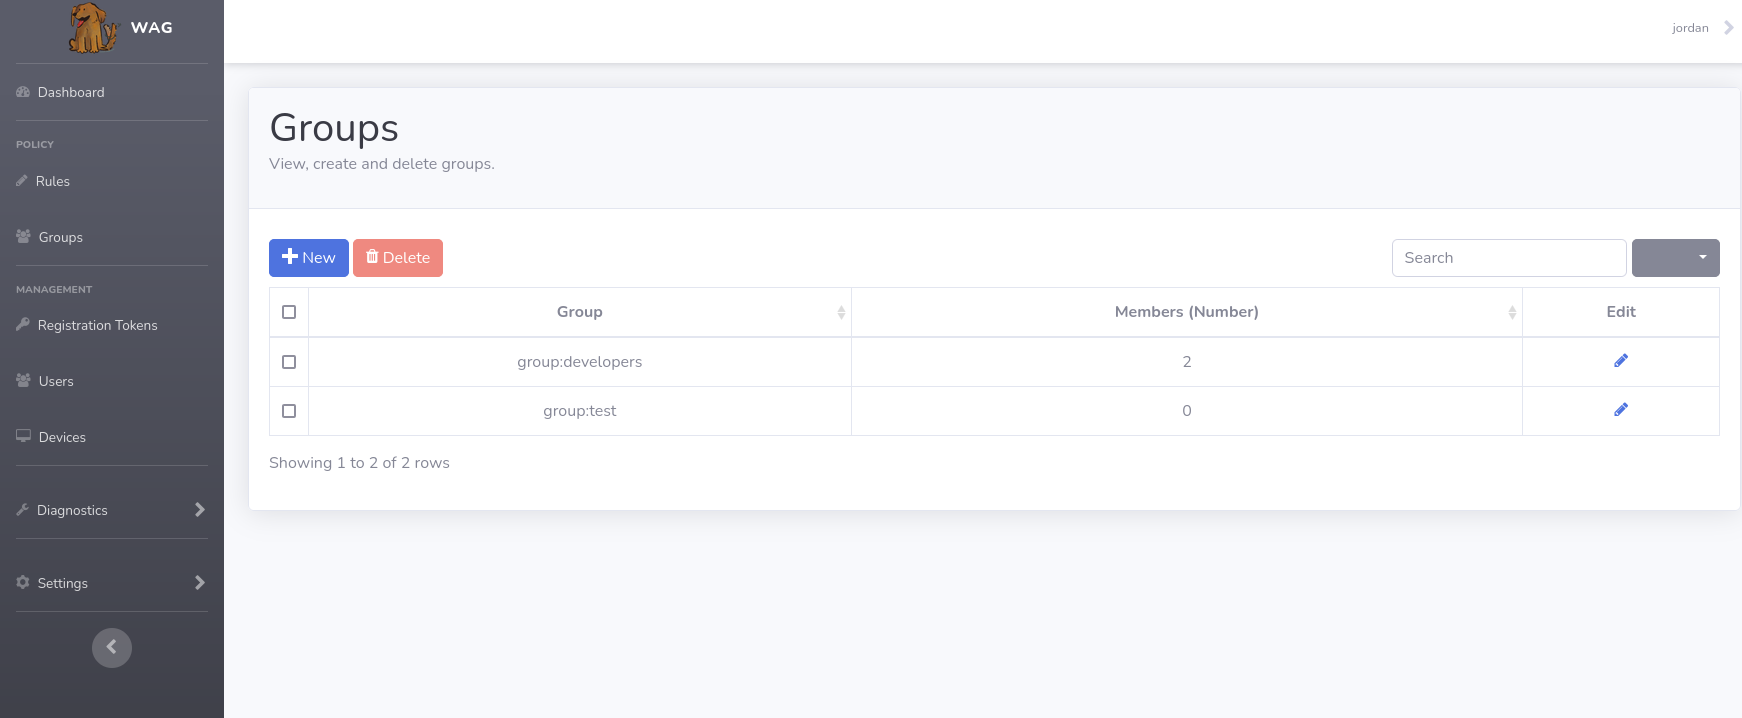 WAG
jordan
Dashboard
POLICY
Rules
Groups
MANAGEMENT
Registration Tokens
Users
Devices
Diagnostics
Settings
Groups
View, create and delete groups.
New Delete
Search
Group Members (Number) Edit
group:developers 2
group:test 0
Showing 1 to 2 of 2 rows